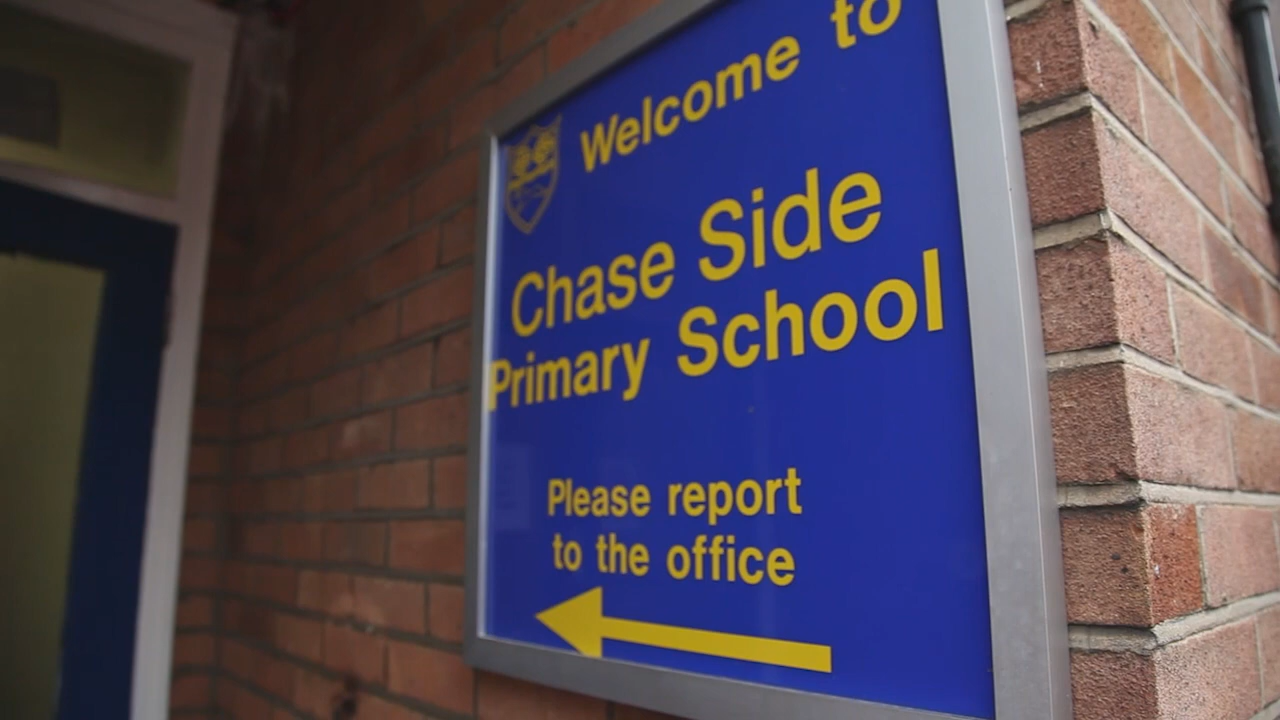 Welcome to
Chase Side
Primary School
Please report
to the office